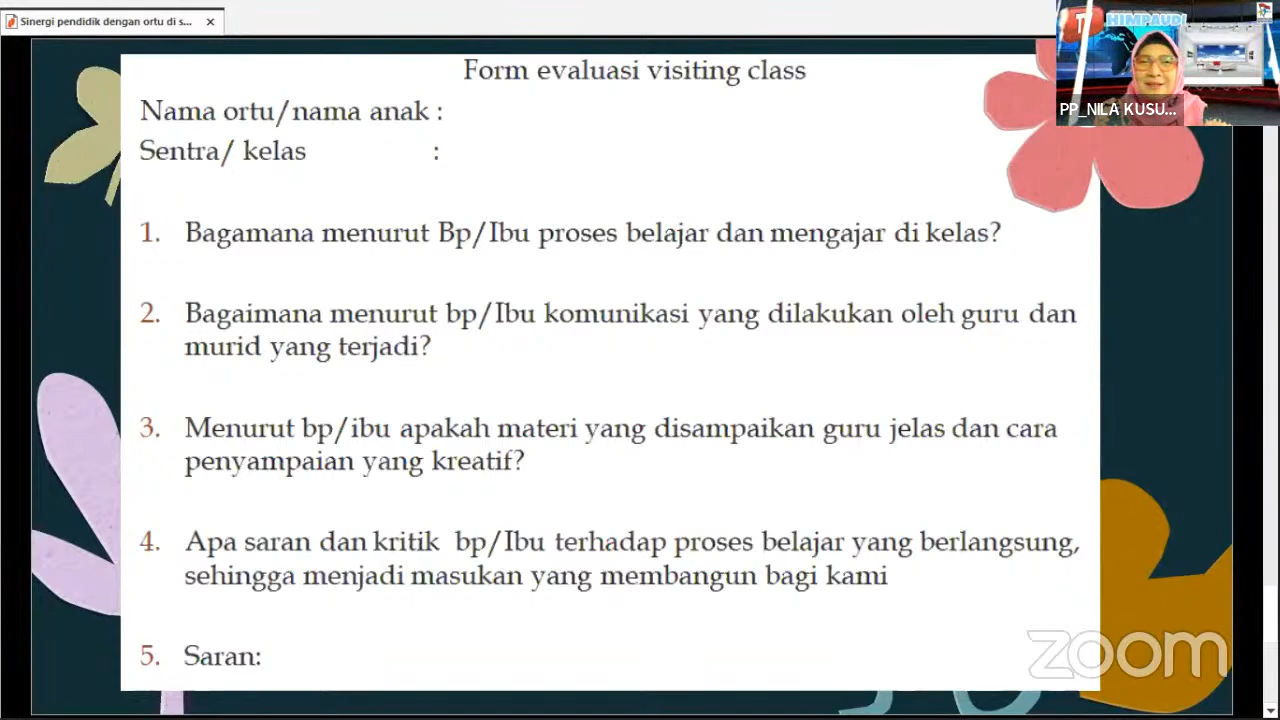 Sinergi pendidik dengan ortu di s...
HIMPAUDI
PP_NILA KUSU...
Form evaluasi visiting class
Nama ortu/nama anak :
Sentra/ kelas :
1. Bagamana menurut Bp/Ibu proses belajar dan mengajar di kelas?
2. Bagaimana menurut bp/Ibu komunikasi yang dilakukan oleh guru dan
murid yang terjadi?
3. Menurut bp/ibu apakah materi yang disampaikan guru jelas dan cara
penyampaian yang kreatif?
4. Apa saran dan kritik bp/Ibu terhadap proses belajar yang berlangsung,
sehingga menjadi masukan yang membangun bagi kami
5. Saran:
zoom